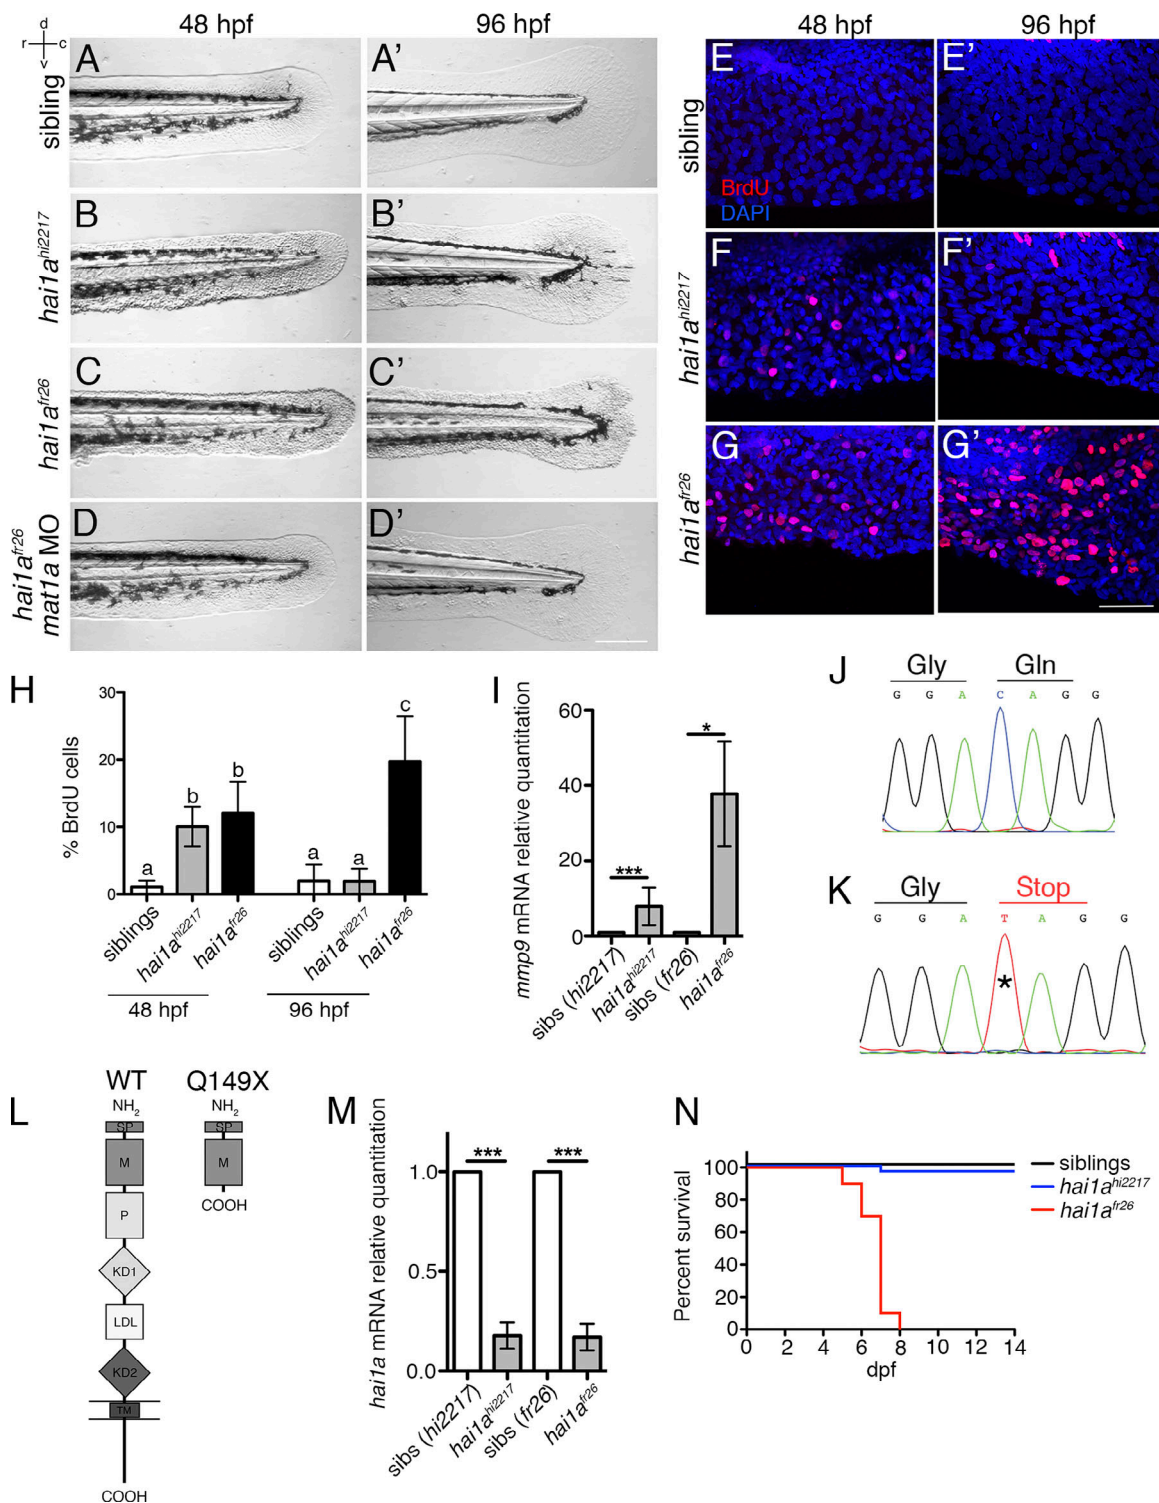 48 hpf
96 hpf
48 hpf
96 hpf
d
r
c
v
sibling
A
A'
hai1a^hi2217
B
B'
hai1a^fr26
C
C'
hai1a^fr26
mat1a MO
D
D'
sibling
E
BrdU
DAPI
E'
hai1a^hi2217
F
F'
hai1a^fr26
G
G'
H
% BrdU cells
30
20
10
0
a
b
b
a
a
c
siblings
hai1a^hi2217
hai1a^fr26
siblings
hai1a^hi2217
hai1a^fr26
48 hpf
96 hpf
I
mmp9 mRNA relative quantitation
60
40
20
0
***
*
sibs (hi2217)
hai1a^hi2217
sibs (fr26)
hai1a^fr26
J
Gly
Gln
G G A C A G G
K
Gly
Stop
G G A T A G G
*
L
WT
Q149X
NH2
NH2
SP
SP
M
M
COOH
P
KD1
LDL
KD2
TM
COOH
M
hai1a mRNA relative quantitation
1.0
0.5
0.0
***
***
sibs (hi2217)
hai1a^hi2217
sibs (fr26)
hai1a^fr26
N
Percent survival
100
80
60
40
20
0
0 2 4 6 8 10 12 14
dpf
siblings
hai1a^hi2217
hai1a^fr26